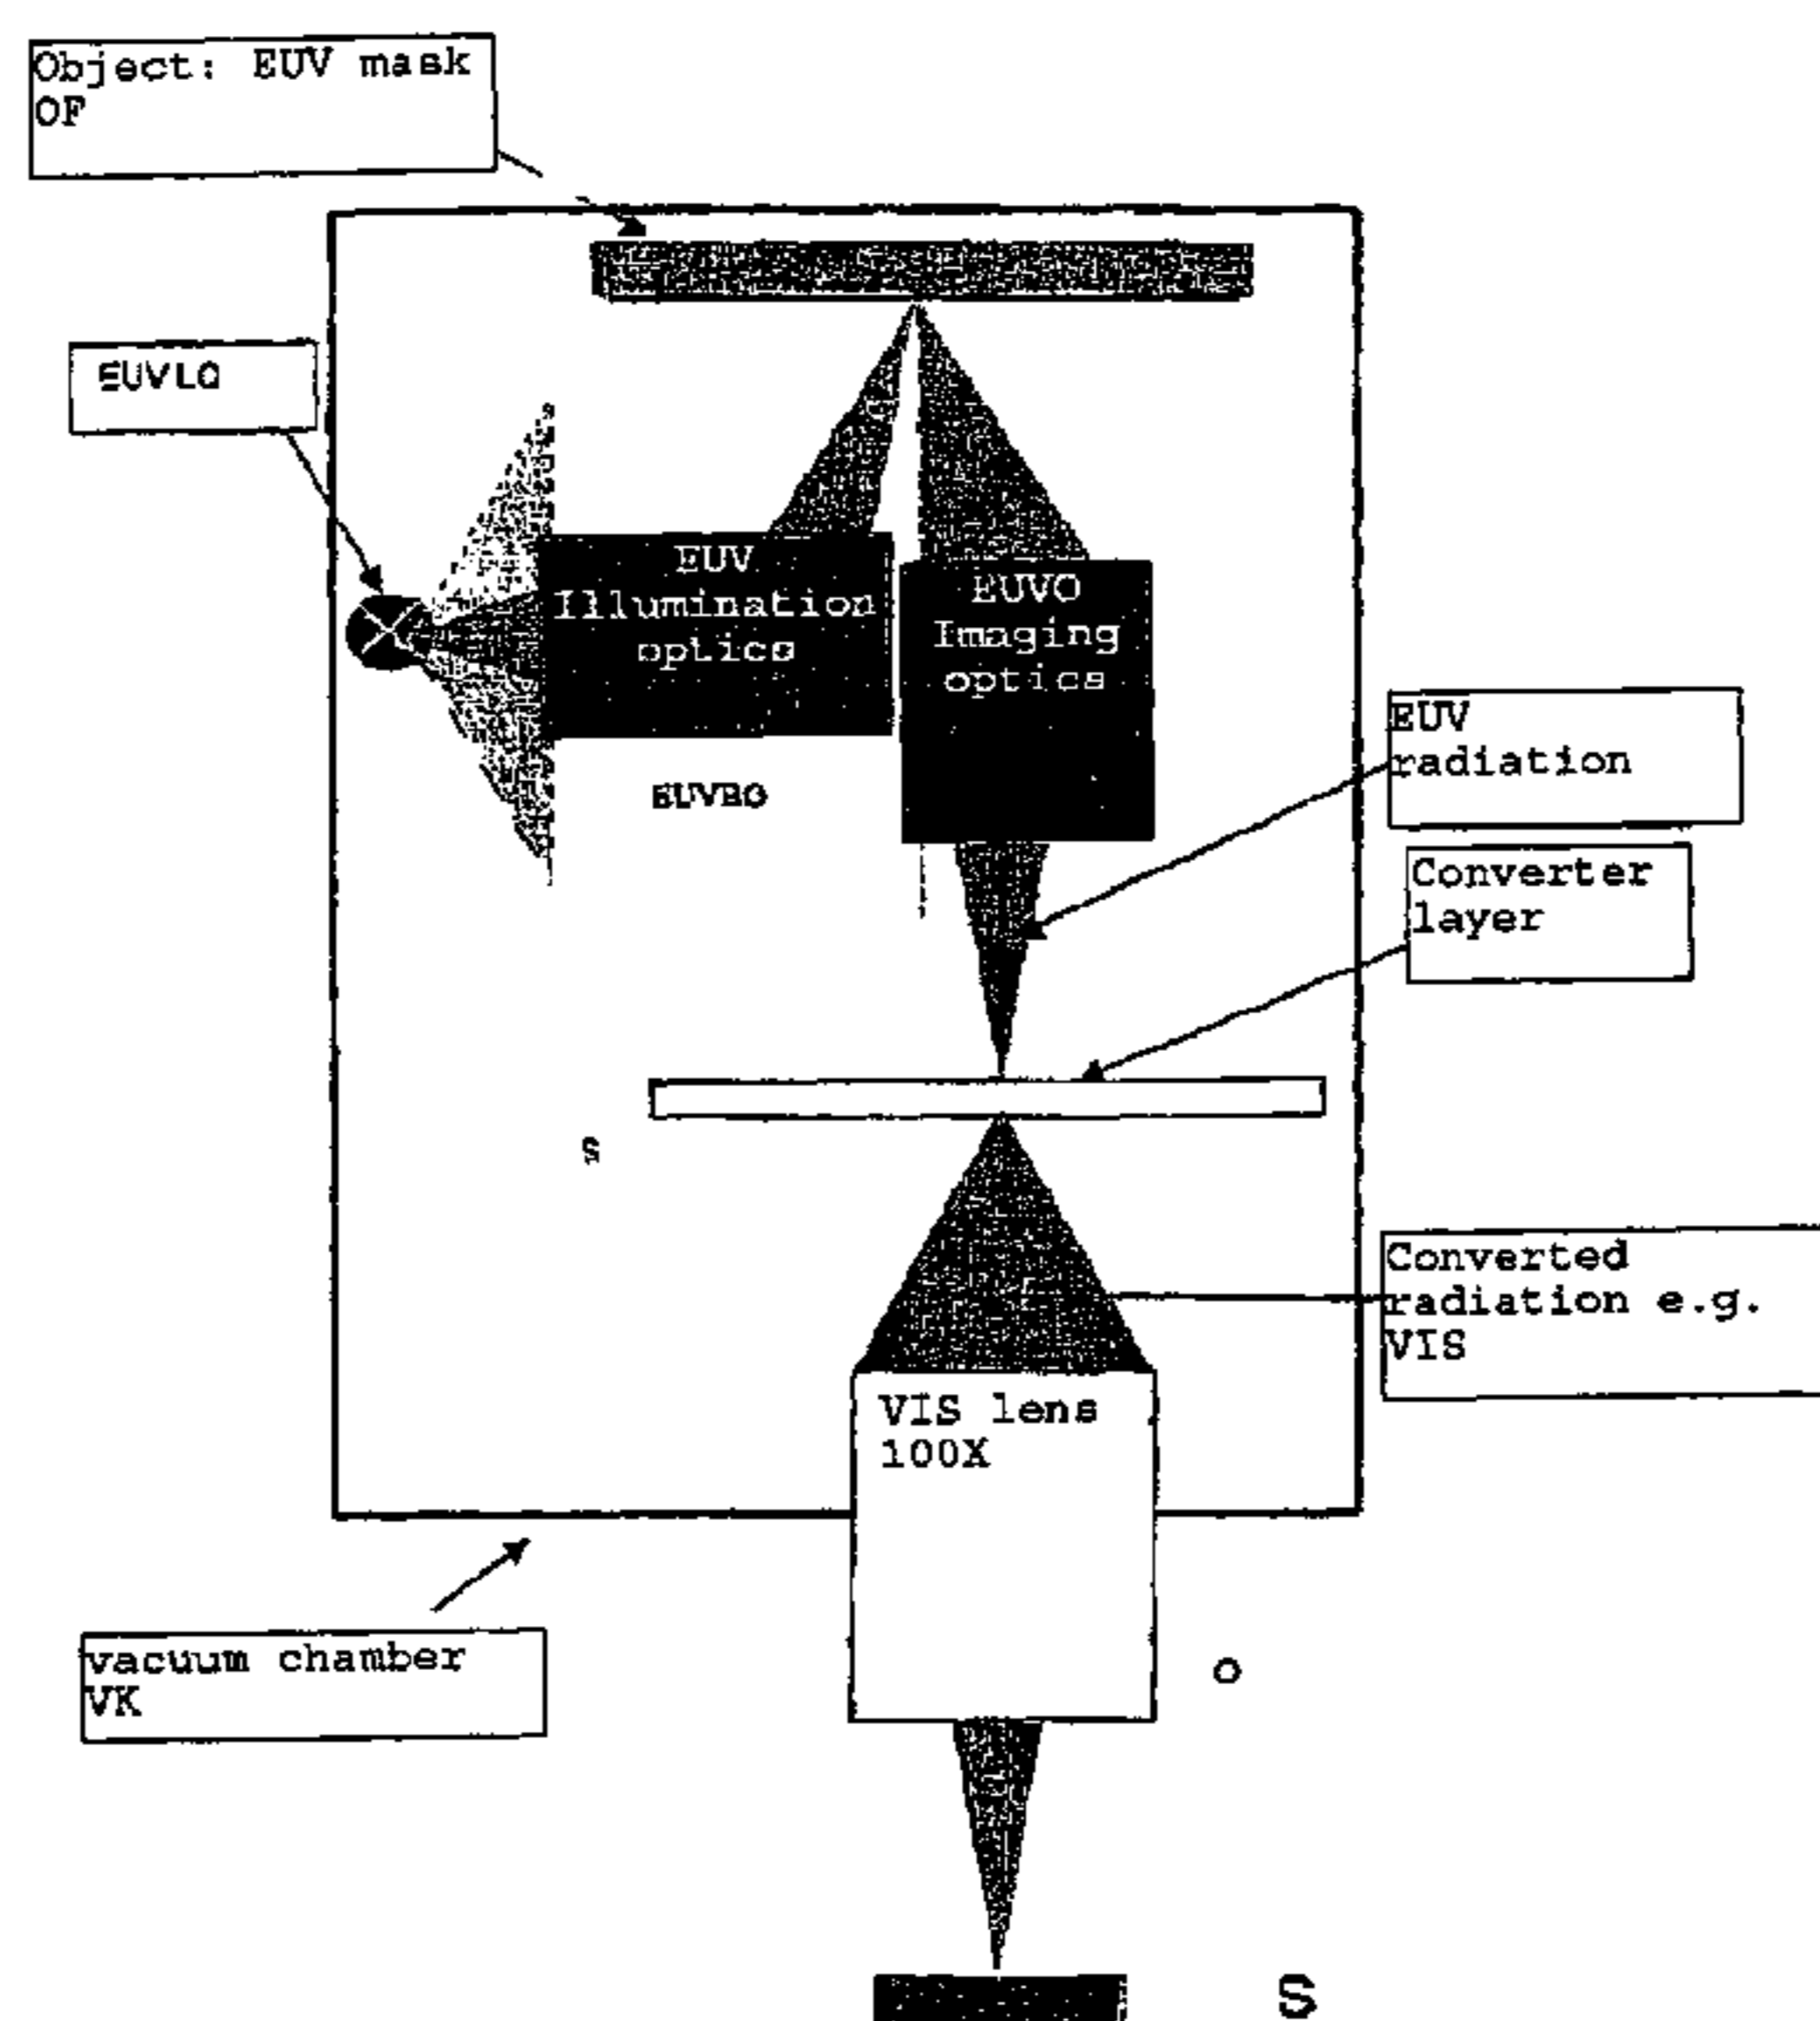 Object: EUV mask
OF
EUVLQ
EUV
Illumination
optics
EUVO
Imaging
optics
EUV
radiation
EUVBO
Converter
layer
S
Converted
radiation e.g.
VIS
VIS lens
100X
vacuum chamber
VK
O
S